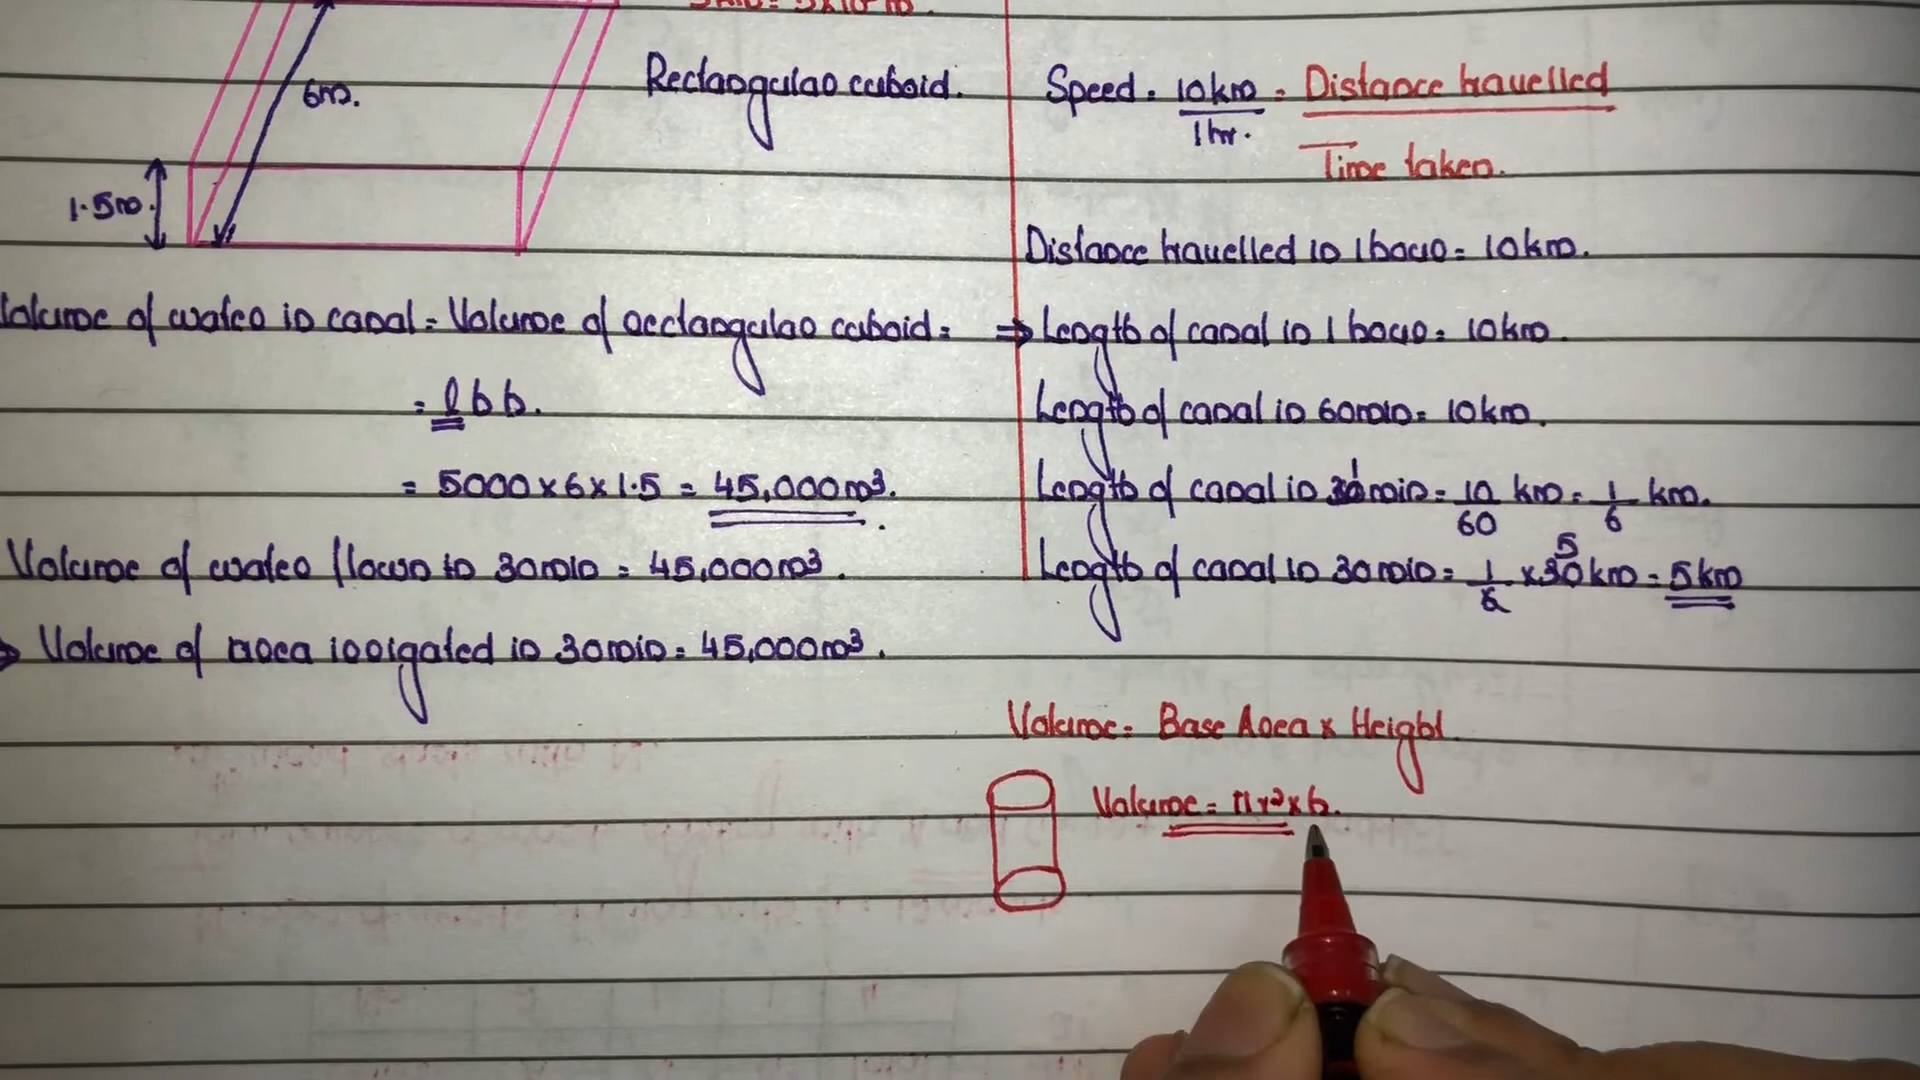 6m.
1.5m.
Rectangular cuboid.
Volume of water in canal = Volume of rectangular cuboid =
= lbh.
= 5000 × 6 × 1.5 = 45,000m³.
Volume of water flown in 30min = 45,000m³.
Volume of area irrigated in 30min = 45,000m³.
Speed = 10km/1hr. = Distance travelled/Time taken.
Distance travelled in 1 hour = 10km.
⇒ Length of canal in 1 hour = 10km.
Length of canal in 60min = 10km.
Length of canal in 1min = 10/60 km = 1/6 km.
Length of canal in 30min = 1/6 × 30 km = 5km
5
Volume = Base Area × Height.
Volume = πr² × h.